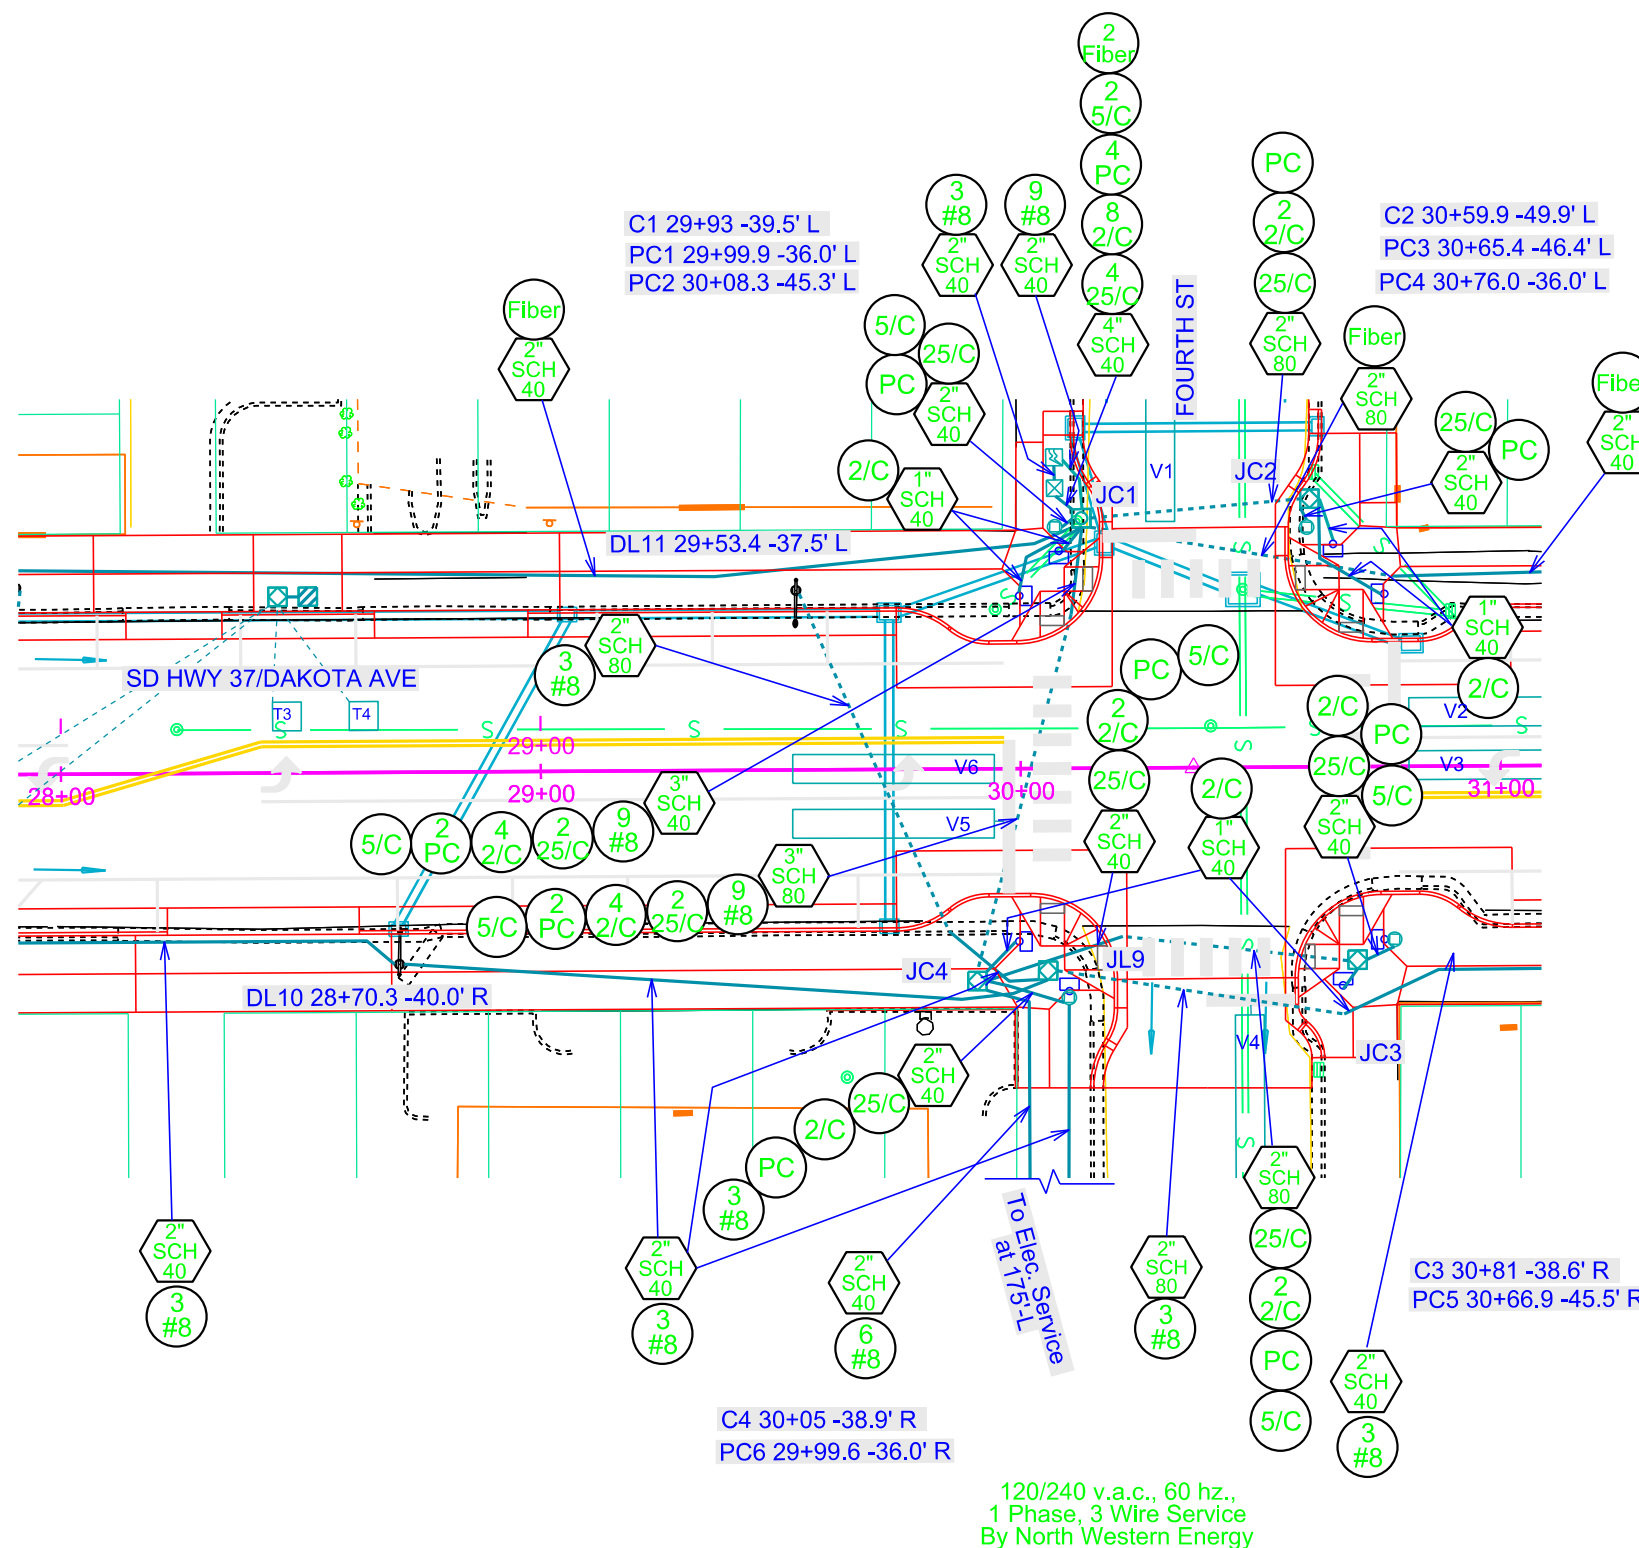 2
Fiber
2
5/C
4
PC
8
2/C
4
25/C
4"
SCH
40
3
#8
2"
SCH
40
9
#8
2"
SCH
40
PC
2
2/C
25/C
2"
SCH
80
C1 29+93 -39.5' L
PC1 29+99.9 -36.0' L
PC2 30+08.3 -45.3' L
C2 30+59.9 -49.9' L
PC3 30+65.4 -46.4' L
PC4 30+76.0 -36.0' L
FOURTH ST
Fiber
2"
SCH
40
5/C
25/C
PC
2"
SCH
40
2/C
1"
SCH
40
Fiber
2"
SCH
80
25/C
PC
2"
SCH
40
Fibe
2"
SCH
40
V1
JC1
JC2
DL11 29+53.4 -37.5' L
S
S
S
1"
SCH
40
2/C
2"
SCH
80
3
#8
SD HWY 37/DAKOTA AVE
T3
T4
PC
5/C
2
2/C
25/C
2"
SCH
40
2/C
1"
SCH
40
2/C
PC
25/C
5/C
2"
SCH
40
V2
V3
S
S
S
S
S
S
28+00
29+00
29+00
30+00
31+00
V6
V5
3"
SCH
40
5/C
2
PC
4
2/C
2
25/C
9
#8
3"
SCH
80
5/C
2
PC
4
2/C
2
25/C
9
#8
JC4
JL9
S
DL10 28+70.3 -40.0' R
V4
JC3
S
2"
SCH
40
25/C
2/C
PC
3
#8
2"
SCH
40
3
#8
2"
SCH
40
3
#8
2"
SCH
40
6
#8
To Elec. Service
at 175'-L
2"
SCH
80
3
#8
2"
SCH
80
25/C
2
2/C
PC
5/C
C3 30+81 -38.6' R
PC5 30+66.9 -45.5' R
2"
SCH
40
3
#8
C4 30+05 -38.9' R
PC6 29+99.6 -36.0' R
120/240 v.a.c., 60 hz.,
1 Phase, 3 Wire Service
By North Western Energy